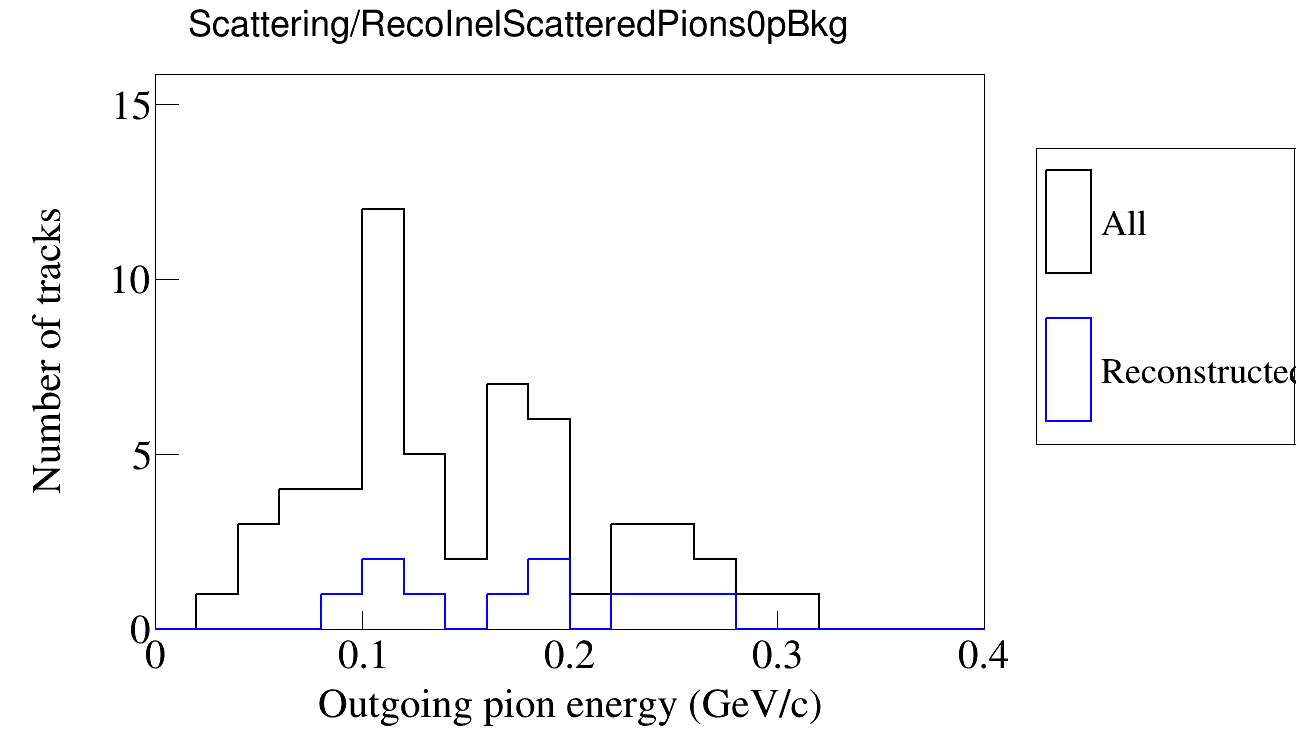 Scattering/RecoInelScatteredPions0pBkg
15
10
5
0
0 0.1 0.2 0.3 0.4
Number of tracks
Outgoing pion energy (GeV/c)
All
Reconstructed